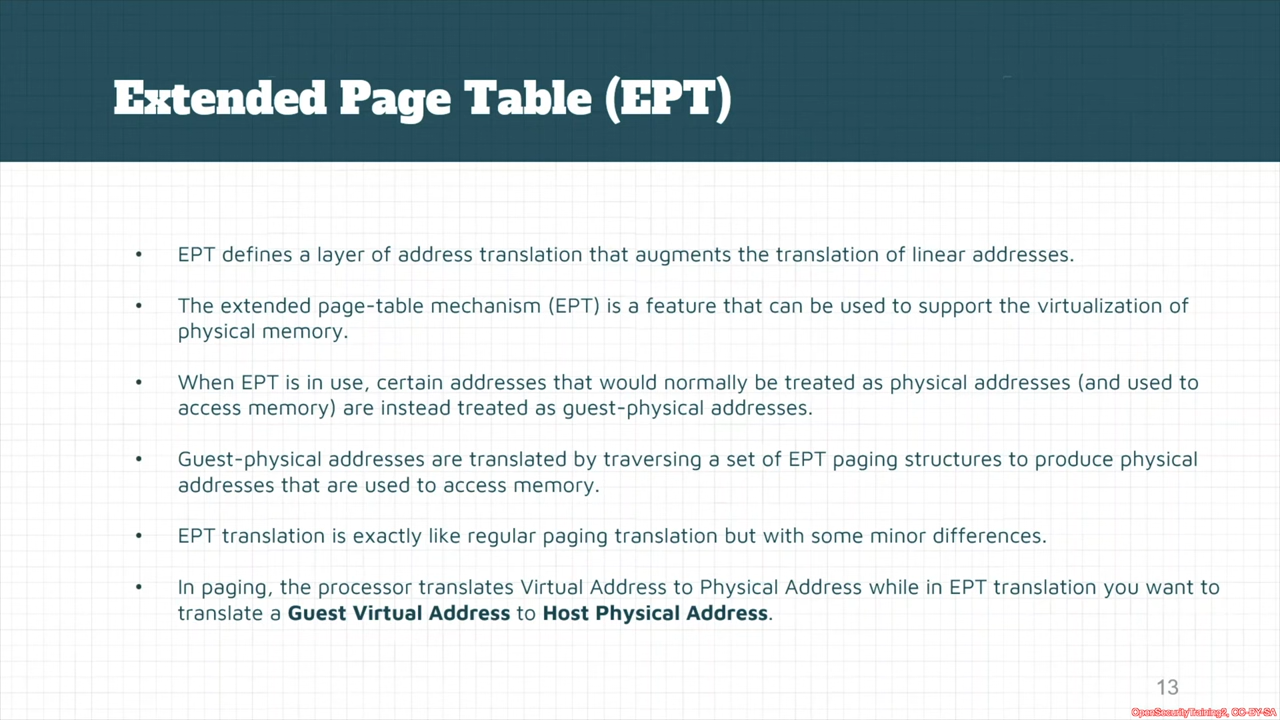 Extended Page Table (EPT)
• EPT defines a layer of address translation that augments the translation of linear addresses.
• The extended page-table mechanism (EPT) is a feature that can be used to support the virtualization of
physical memory.
• When EPT is in use, certain addresses that would normally be treated as physical addresses (and used to
access memory) are instead treated as guest-physical addresses.
• Guest-physical addresses are translated by traversing a set of EPT paging structures to produce physical
addresses that are used to access memory.
• EPT translation is exactly like regular paging translation but with some minor differences.
• In paging, the processor translates Virtual Address to Physical Address while in EPT translation you want to
translate a Guest Virtual Address to Host Physical Address.
13
OpenSecurityTraining2, CC-BY-SA